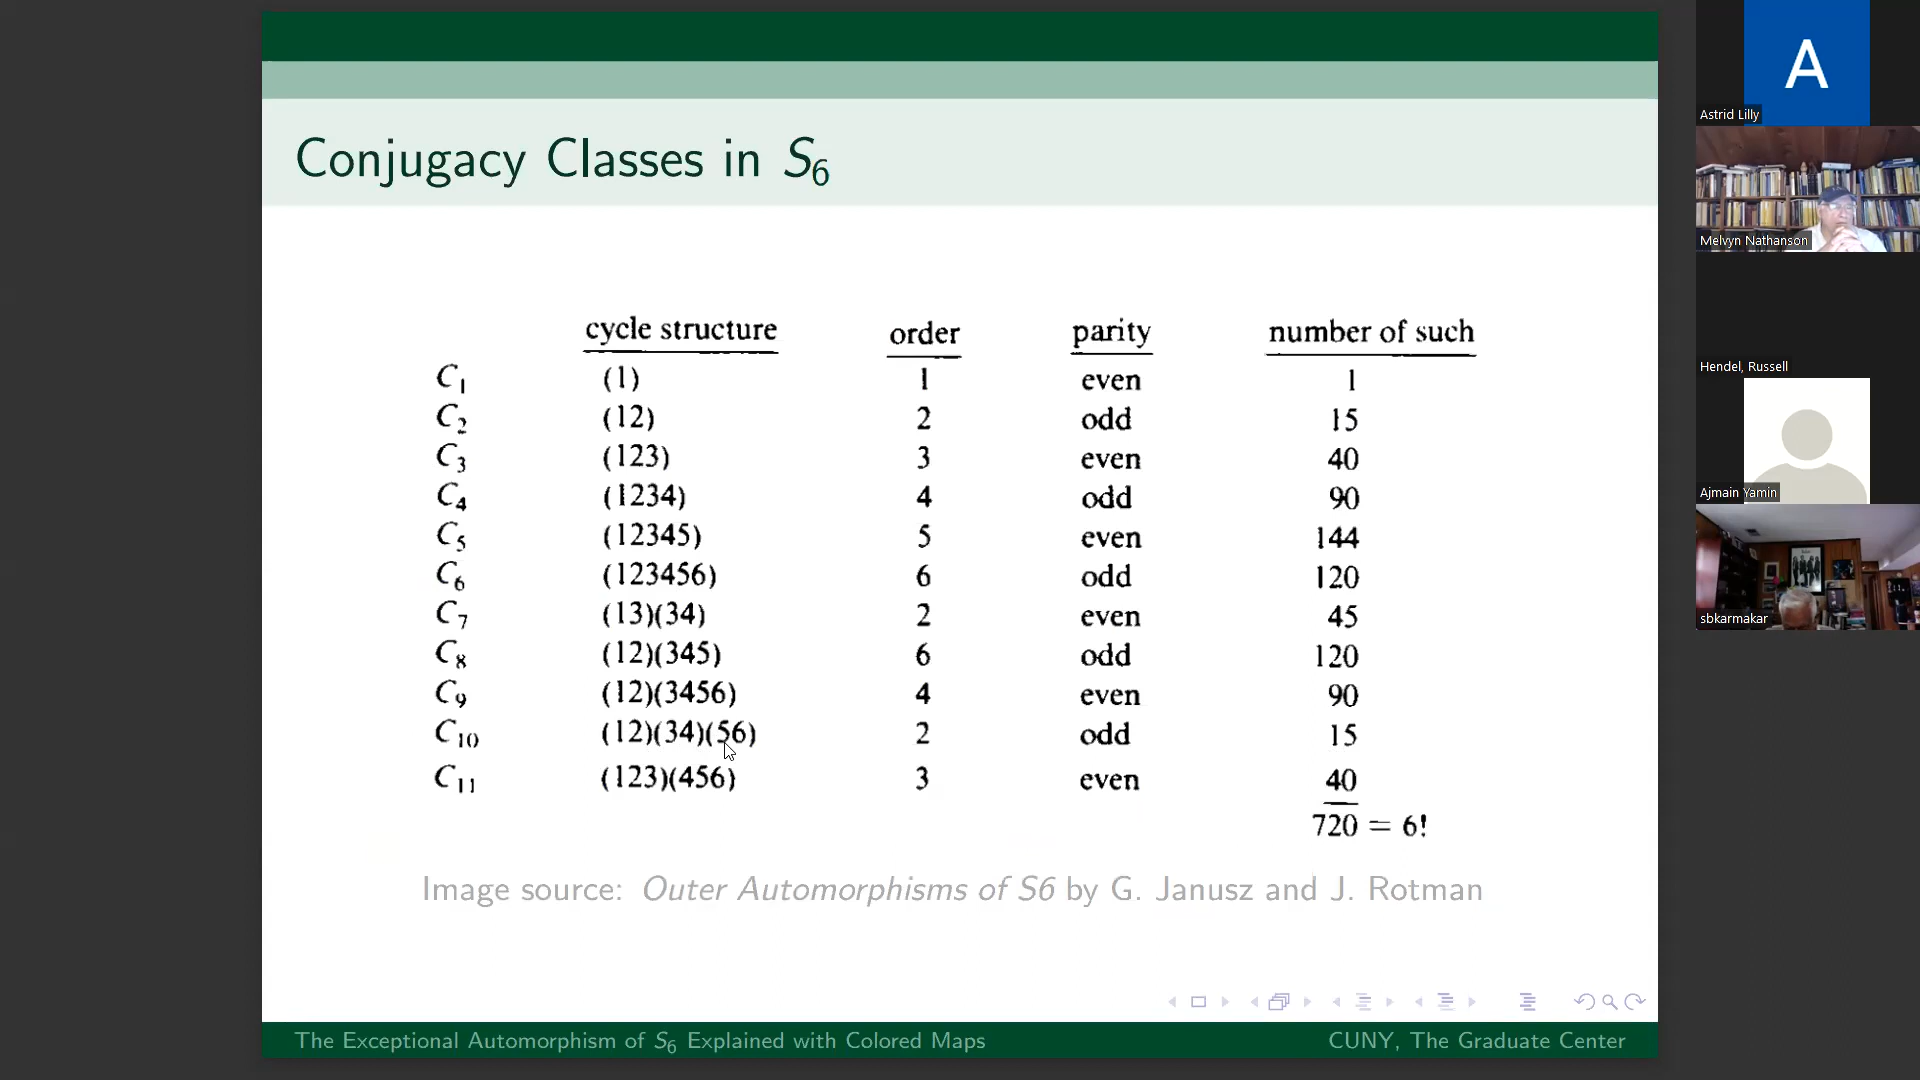 Conjugacy Classes in S6
cycle structure order parity number of such
C1 (1) 1 even 1
C2 (12) 2 odd 15
C3 (123) 3 even 40
C4 (1234) 4 odd 90
C5 (12345) 5 even 144
C6 (123456) 6 odd 120
C7 (13)(34) 2 even 45
C8 (12)(345) 6 odd 120
C9 (12)(3456) 4 even 90
C10 (12)(34)(56) 2 odd 15
C11 (123)(456) 3 even 40
720 = 6!
Image source: Outer Automorphisms of S6 by G. Janusz and J. Rotman
The Exceptional Automorphism of S6 Explained with Colored Maps
CUNY, The Graduate Center
A
Astrid Lilly
Melvyn Nathanson
Hendel, Russell
Ajmain Yamin
sbkarmakar